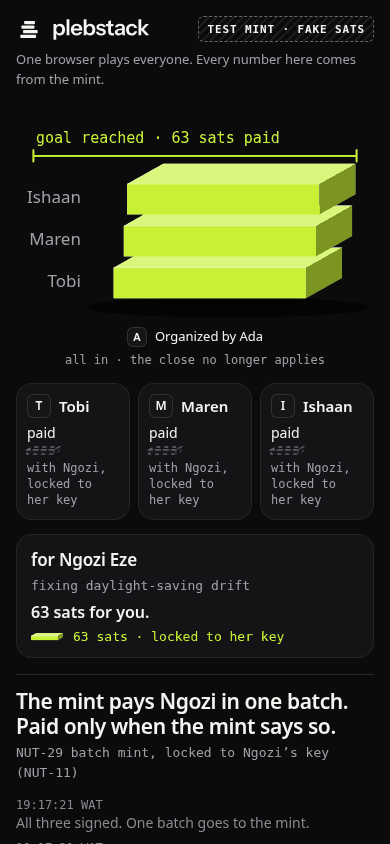 plebstack
TEST MINT · FAKE SATS
One browser plays everyone. Every number here comes
from the mint.
goal reached · 63 sats paid
Ishaan
Maren
Tobi
A Organized by Ada
all in · the close no longer applies
T Tobi
paid
with Ngozi,
locked to
her key
M Maren
paid
with Ngozi,
locked to
her key
I Ishaan
paid
with Ngozi,
locked to
her key
for Ngozi Eze
fixing daylight-saving drift
63 sats for you.
63 sats · locked to her key
The mint pays Ngozi in one batch.
Paid only when the mint says so.
NUT-29 batch mint, locked to Ngozi’s key
(NUT-11)
19:17:21 WAT
All three signed. One batch goes to the mint.